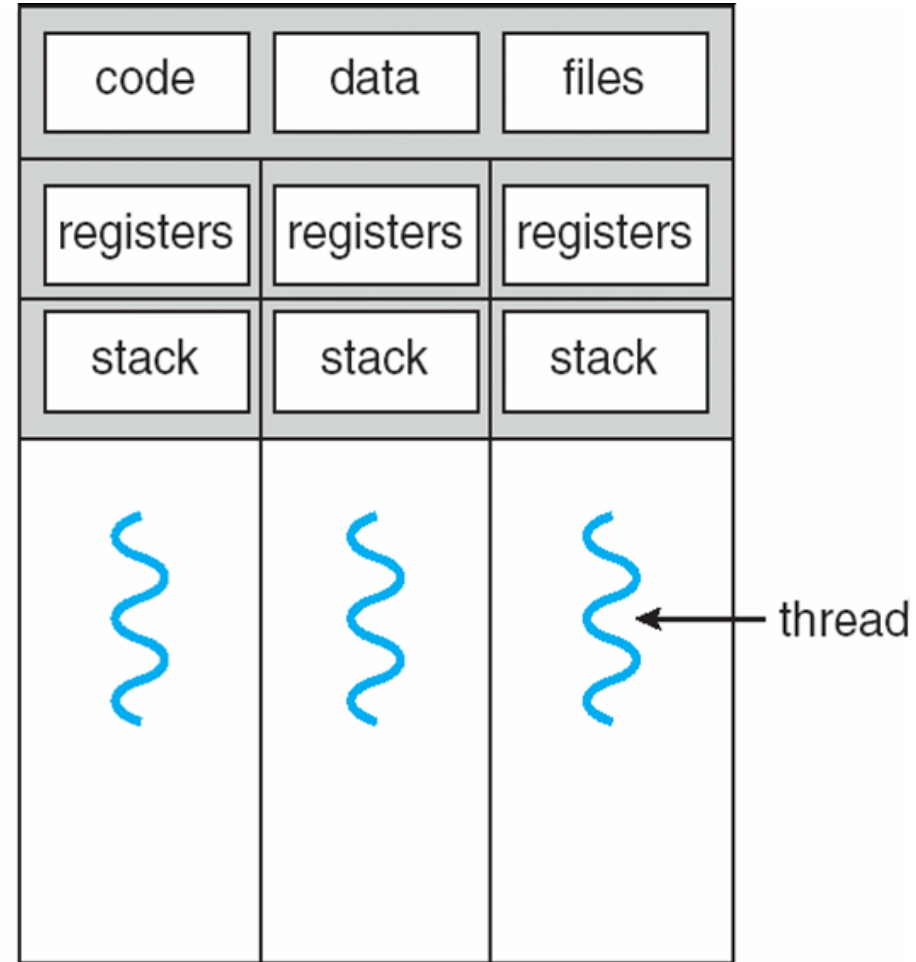 code data files
registers registers registers
stack stack stack
thread